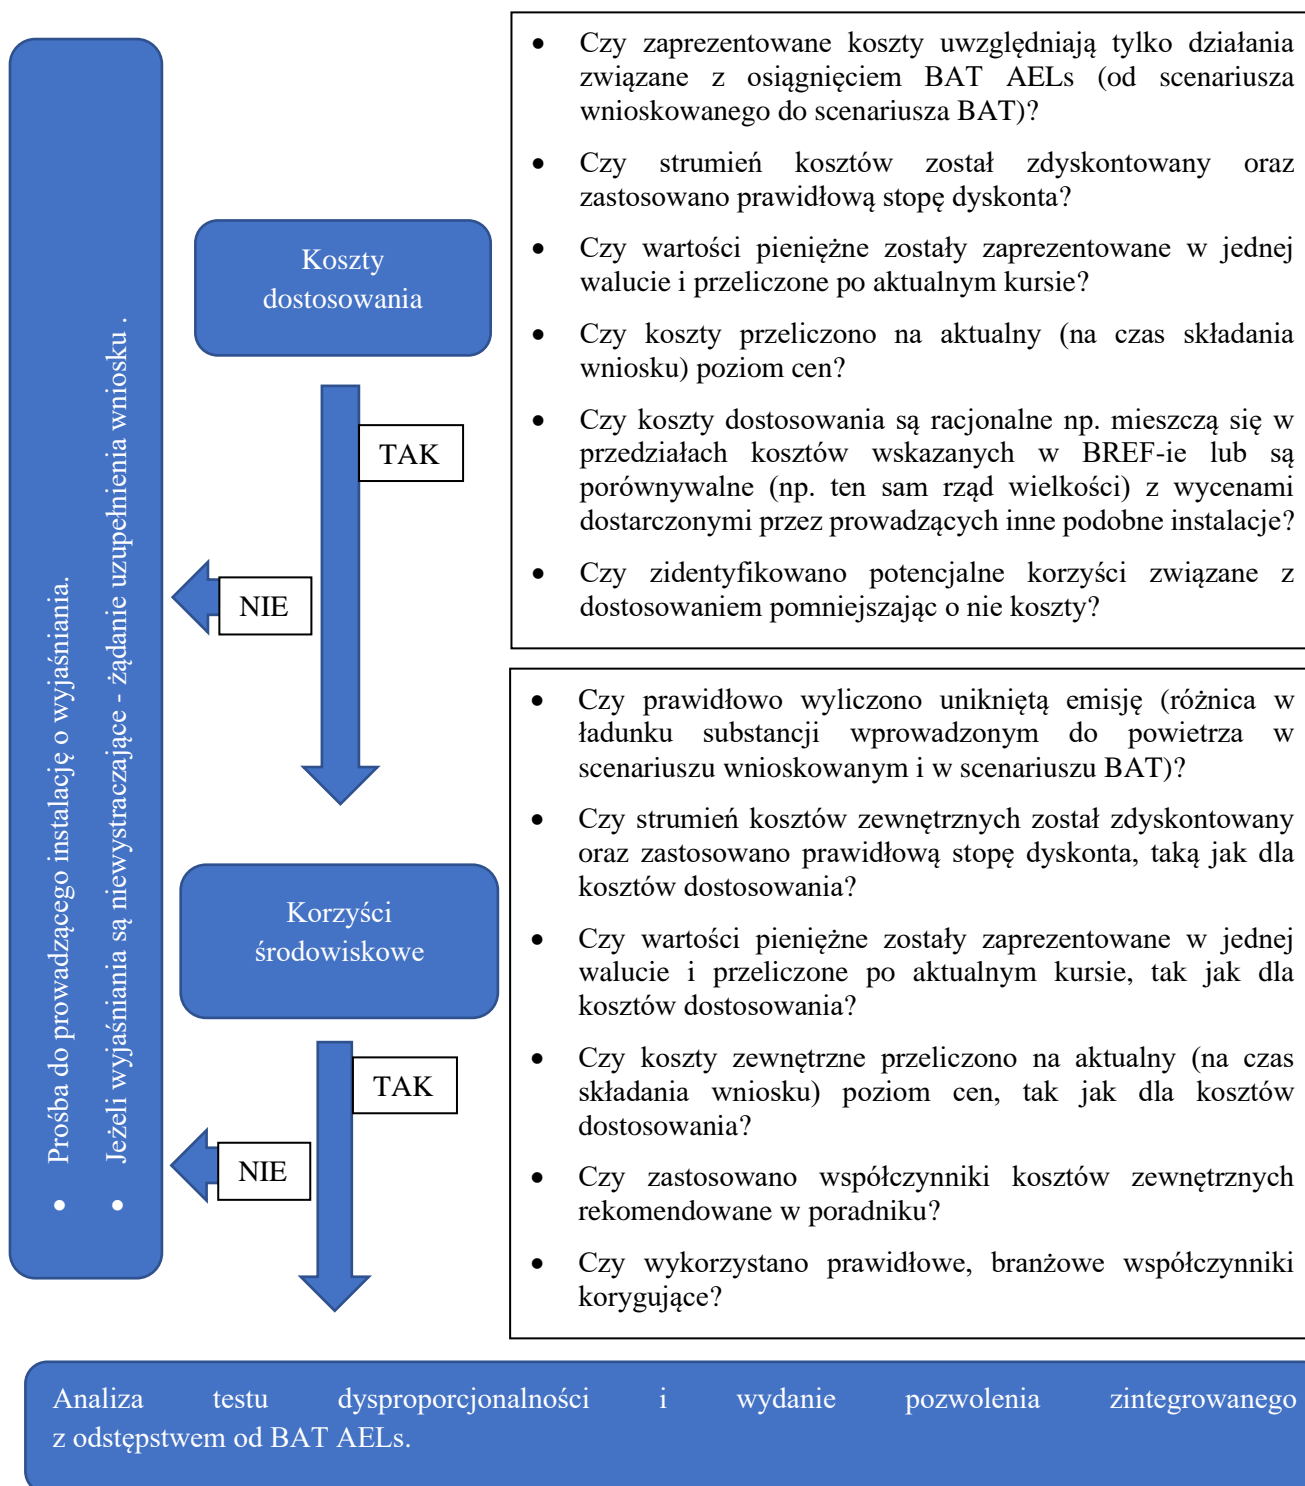 • Prośba do prowadzącego instalację o wyjaśniania.
• Jeżeli wyjaśniania są niewystraczające - żądanie uzupełnienia wniosku .
Koszty
dostosowania
• Czy zaprezentowane koszty uwzględniają tylko działania
związane z osiągnięciem BAT AELs (od scenariusza
wnioskowanego do scenariusza BAT)?
• Czy strumień kosztów został zdyskontowany oraz
zastosowano prawidłową stopę dyskonta?
• Czy wartości pieniężne zostały zaprezentowane w jednej
walucie i przeliczone po aktualnym kursie?
• Czy koszty przeliczono na aktualny (na czas składania
wniosku) poziom cen?
• Czy koszty dostosowania są racjonalne np. mieszczą się w
przedziałach kosztów wskazanych w BREF-ie lub są
porównywalne (np. ten sam rząd wielkości) z wycenami
dostarczonymi przez prowadzących inne podobne instalacje?
• Czy zidentyfikowano potencjalne korzyści związane z
dostosowaniem pomniejszając o nie koszty?
TAK
NIE
Korzyści
środowiskowe
• Czy prawidłowo wyliczono unikniętą emisję (różnica w
ładunku substancji wprowadzonym do powietrza w
scenariuszu wnioskowanym i w scenariuszu BAT)?
• Czy strumień kosztów zewnętrznych został zdyskontowany
oraz zastosowano prawidłową stopę dyskonta, taką jak dla
kosztów dostosowania?
• Czy wartości pieniężne zostały zaprezentowane w jednej
walucie i przeliczone po aktualnym kursie, tak jak dla
kosztów dostosowania?
• Czy koszty zewnętrzne przeliczono na aktualny (na czas
składania wniosku) poziom cen, tak jak dla kosztów
dostosowania?
• Czy zastosowano współczynniki kosztów zewnętrznych
rekomendowane w poradniku?
• Czy wykorzystano prawidłowe, branżowe współczynniki
korygujące?
TAK
NIE
Analiza testu dysproporcjonalności i wydanie pozwolenia zintegrowanego
z odstępstwem od BAT AELs.